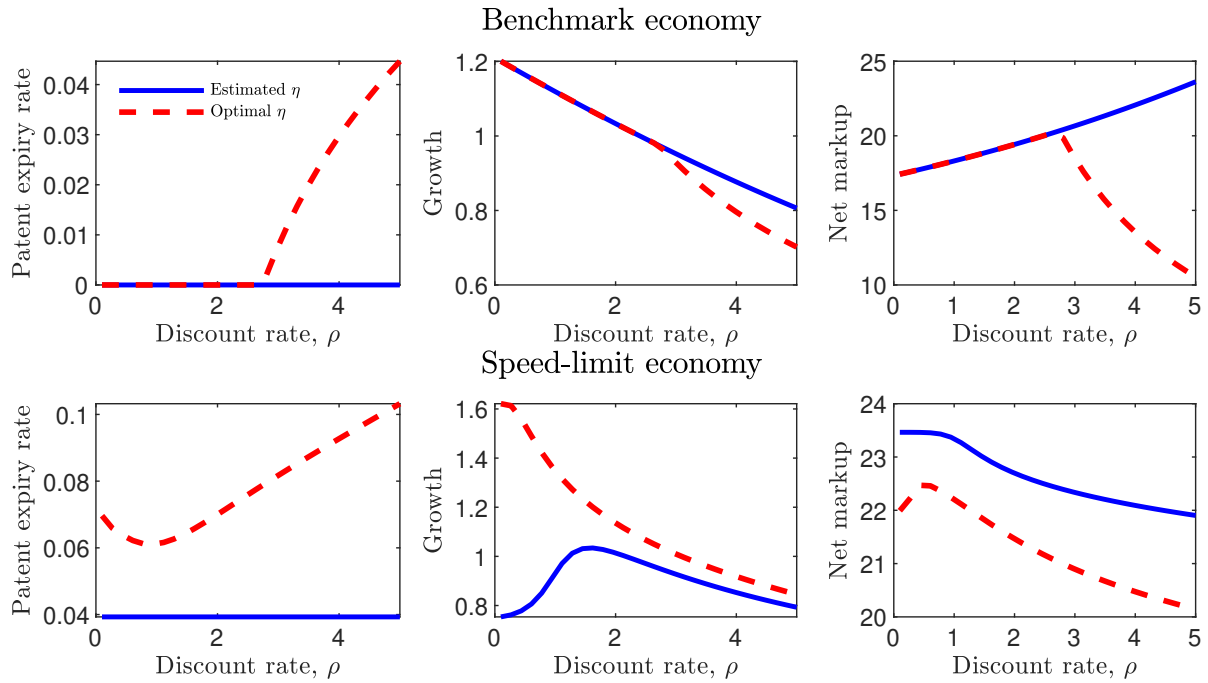 Benchmark economy
Patent expiry rate
0.04
0.03
0.02
0.01
0
Estimated η
Optimal η
0 2 4
Discount rate, ρ
Growth
1.2
1
0.8
0.6
0 2 4
Discount rate, ρ
Net markup
25
20
15
10
0 1 2 3 4 5
Discount rate, ρ
Speed-limit economy
Patent expiry rate
0.1
0.08
0.06
0.04
0 2 4
Discount rate, ρ
Growth
1.6
1.4
1.2
1
0.8
0 2 4
Discount rate, ρ
Net markup
24
23
22
21
20
0 1 2 3 4 5
Discount rate, ρ